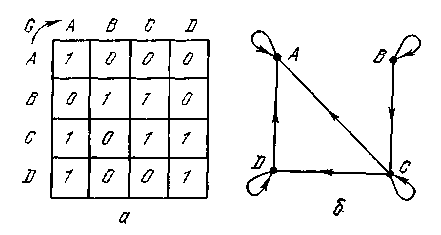 G A B C D
A 1 0 0 0
B 0 1 1 0
C 1 0 1 1
D 1 0 0 1
а
A
B
D
C
б